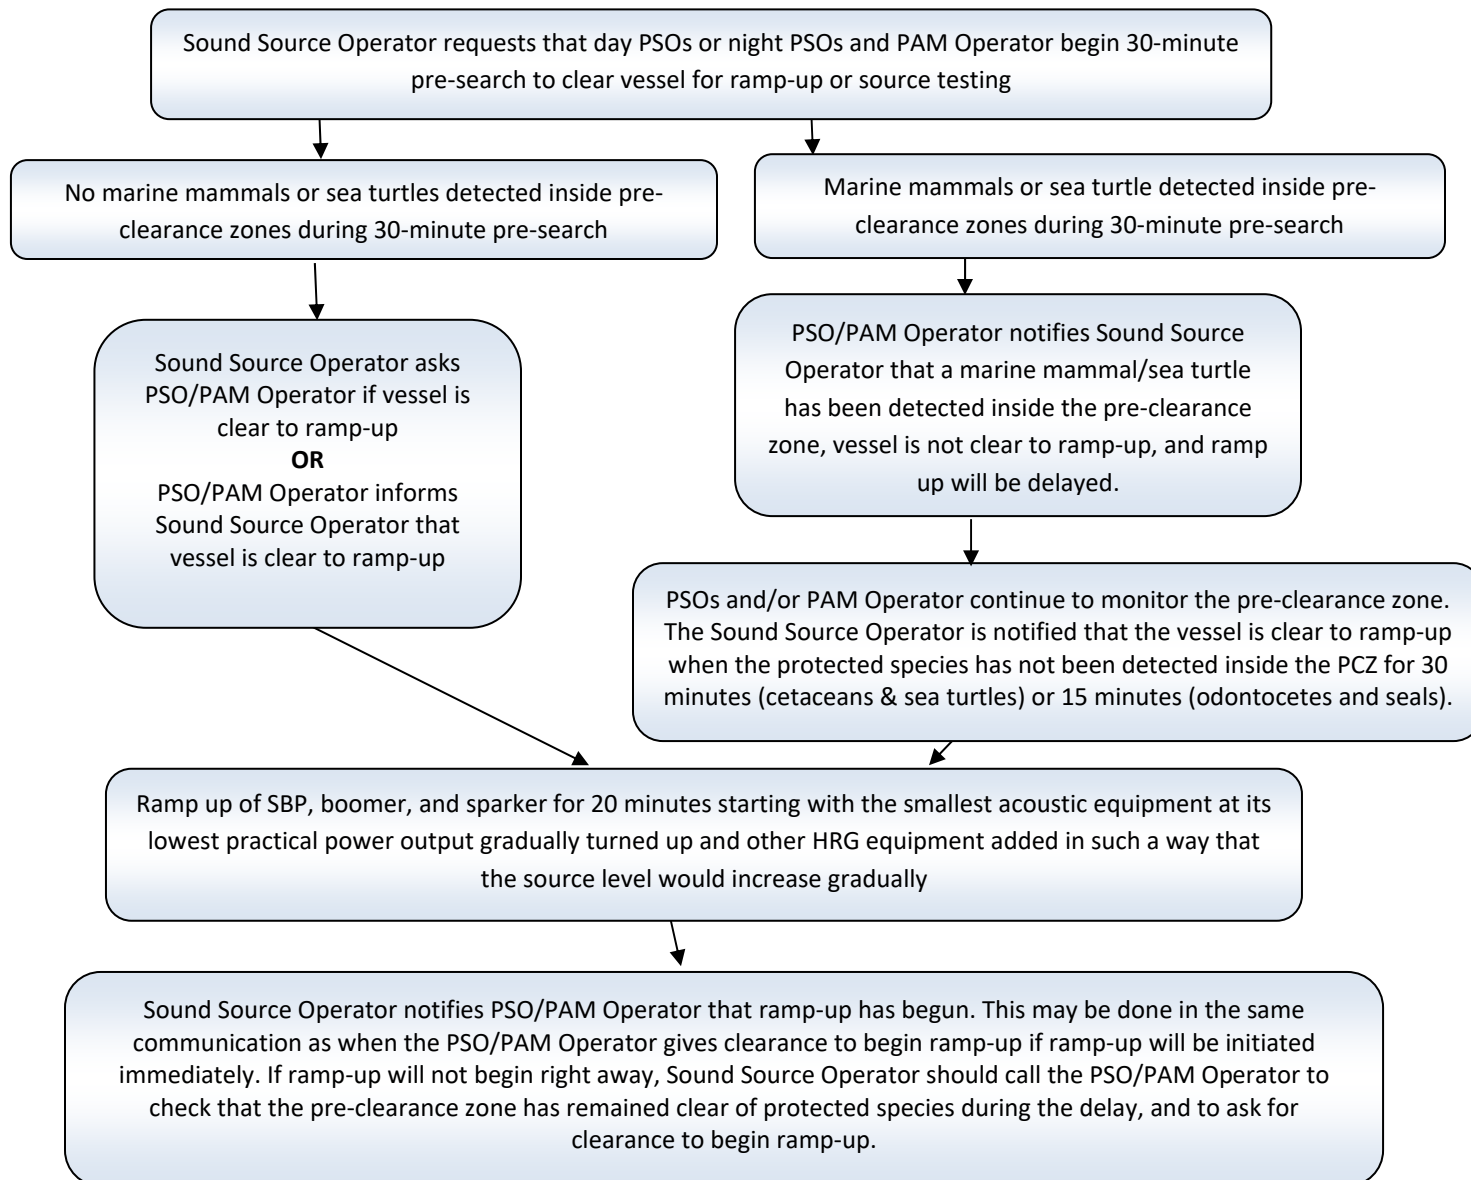 Sound Source Operator requests that day PSOs or night PSOs and PAM Operator begin 30-minute
pre-search to clear vessel for ramp-up or source testing
No marine mammals or sea turtles detected inside pre-
clearance zones during 30-minute pre-search
Marine mammals or sea turtle detected inside pre-
clearance zones during 30-minute pre-search
Sound Source Operator asks
PSO/PAM Operator if vessel is
clear to ramp-up
OR
PSO/PAM Operator informs
Sound Source Operator that
vessel is clear to ramp-up
PSO/PAM Operator notifies Sound Source
Operator that a marine mammal/sea turtle
has been detected inside the pre-clearance
zone, vessel is not clear to ramp-up, and ramp
up will be delayed.
PSOs and/or PAM Operator continue to monitor the pre-clearance zone.
The Sound Source Operator is notified that the vessel is clear to ramp-up
when the protected species has not been detected inside the PCZ for 30
minutes (cetaceans & sea turtles) or 15 minutes (odontocetes and seals).
Ramp up of SBP, boomer, and sparker for 20 minutes starting with the smallest acoustic equipment at its
lowest practical power output gradually turned up and other HRG equipment added in such a way that
the source level would increase gradually
Sound Source Operator notifies PSO/PAM Operator that ramp-up has begun. This may be done in the same
communication as when the PSO/PAM Operator gives clearance to begin ramp-up if ramp-up will be initiated
immediately. If ramp-up will not begin right away, Sound Source Operator should call the PSO/PAM Operator to
check that the pre-clearance zone has remained clear of protected species during the delay, and to ask for
clearance to begin ramp-up.